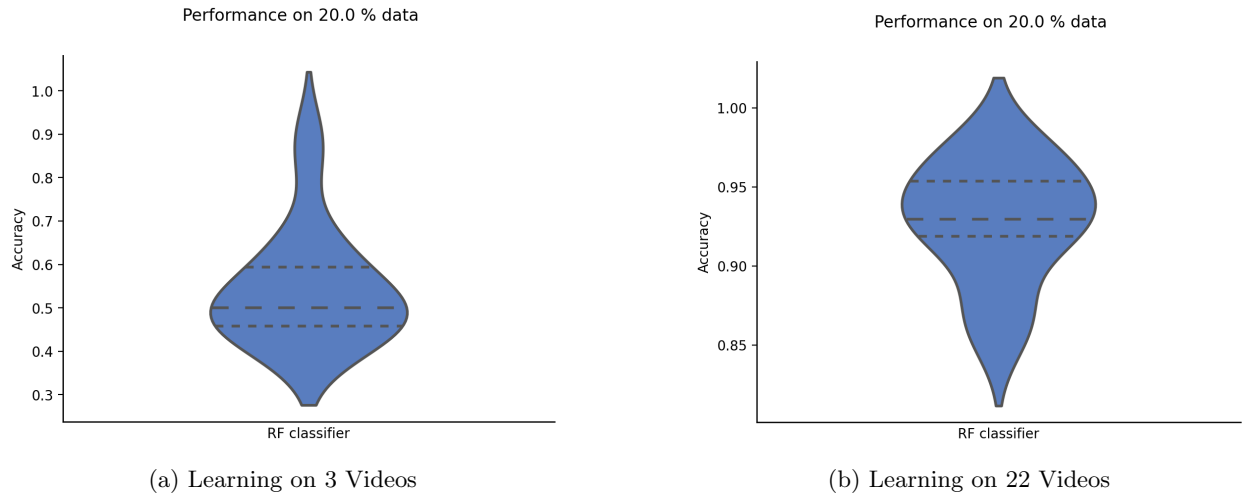 Performance on 20.0 % data
1.0
0.9
0.8
0.7
0.6
0.5
0.4
0.3
Accuracy
RF classifier
(a) Learning on 3 Videos
Performance on 20.0 % data
1.00
0.95
0.90
0.85
Accuracy
RF classifier
(b) Learning on 22 Videos